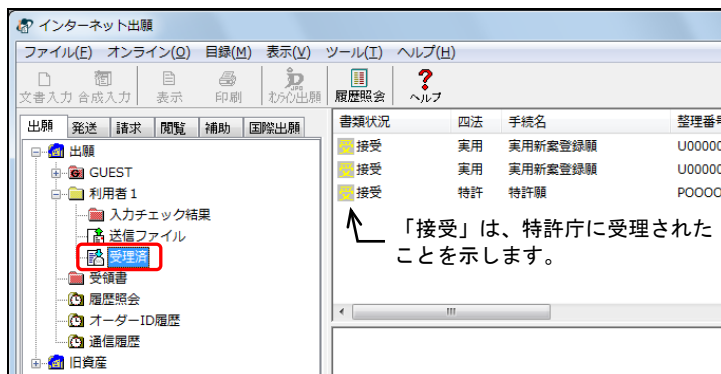 インターネット出願
ファイル(F) オンライン(O) 目録(M) 表示(V) ツール(T) ヘルプ(H)
文書入力 合成入力 表示 印刷 オンライン出願 履歴照会 ヘルプ
出願 発送 請求 閲覧 補助 国際出願
書類状況 四法 手続名 整理番号
接受 実用 実用新案登録願 U00000
接受 実用 実用新案登録願 U00000
接受 特許 特許願 P0000
出願
GUEST
利用者1
入力チェック結果
送信ファイル
受理済
受領書
履歴照会
オーダーID履歴
通信履歴
旧資産
「接受」は、特許庁に受理された
ことを示します。